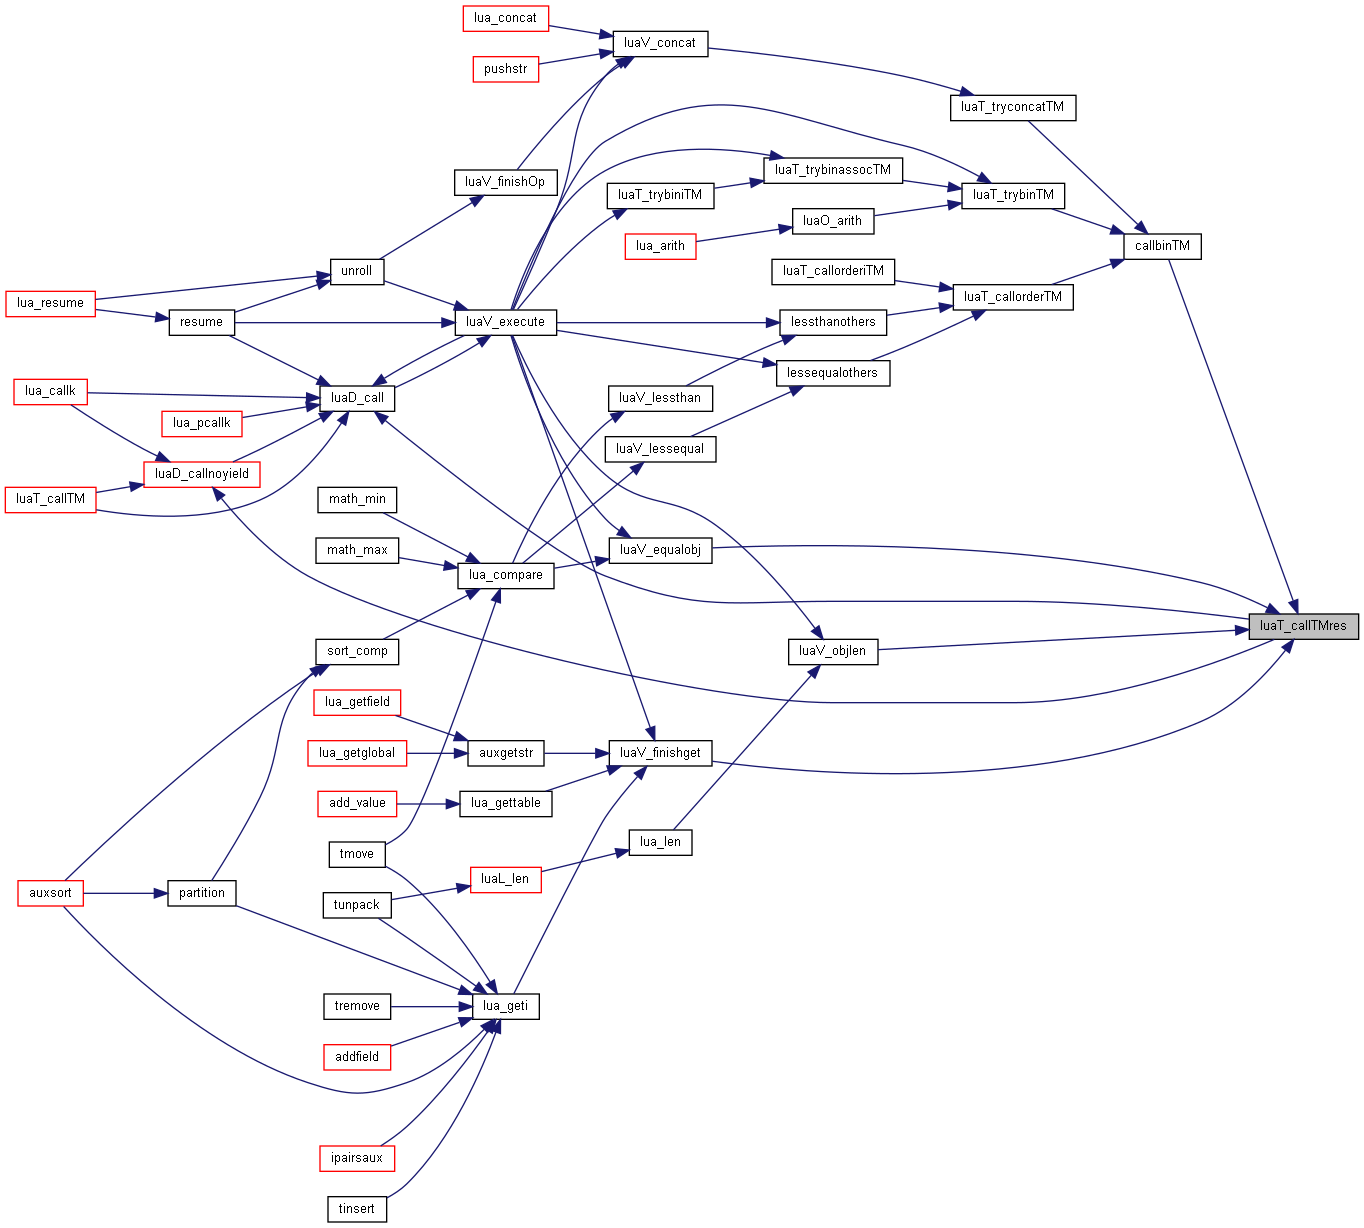 lua_concat
luaV_concat
pushstr
luaT_tryconcatTM
luaT_trybinassocTM
luaV_finishOp
luaT_trybiniTM
luaT_trybinTM
luaO_arith
lua_arith
callbinTM
unroll
luaT_callorderiTM
lua_resume
luaT_callorderTM
resume
luaV_execute
lessthanothers
lessequalothers
lua_callk
luaD_call
luaV_lessthan
lua_pcallk
luaV_lessequal
luaD_callnoyield
luaT_callTM
math_min
math_max
luaV_equalobj
lua_compare
luaT_callTMres
sort_comp
luaV_objlen
lua_getfield
lua_getglobal
auxgetstr
luaV_finishget
add_value
lua_gettable
lua_len
tmove
luaL_len
auxsort
partition
tunpack
tremove
lua_geti
addfield
ipairsaux
tinsert